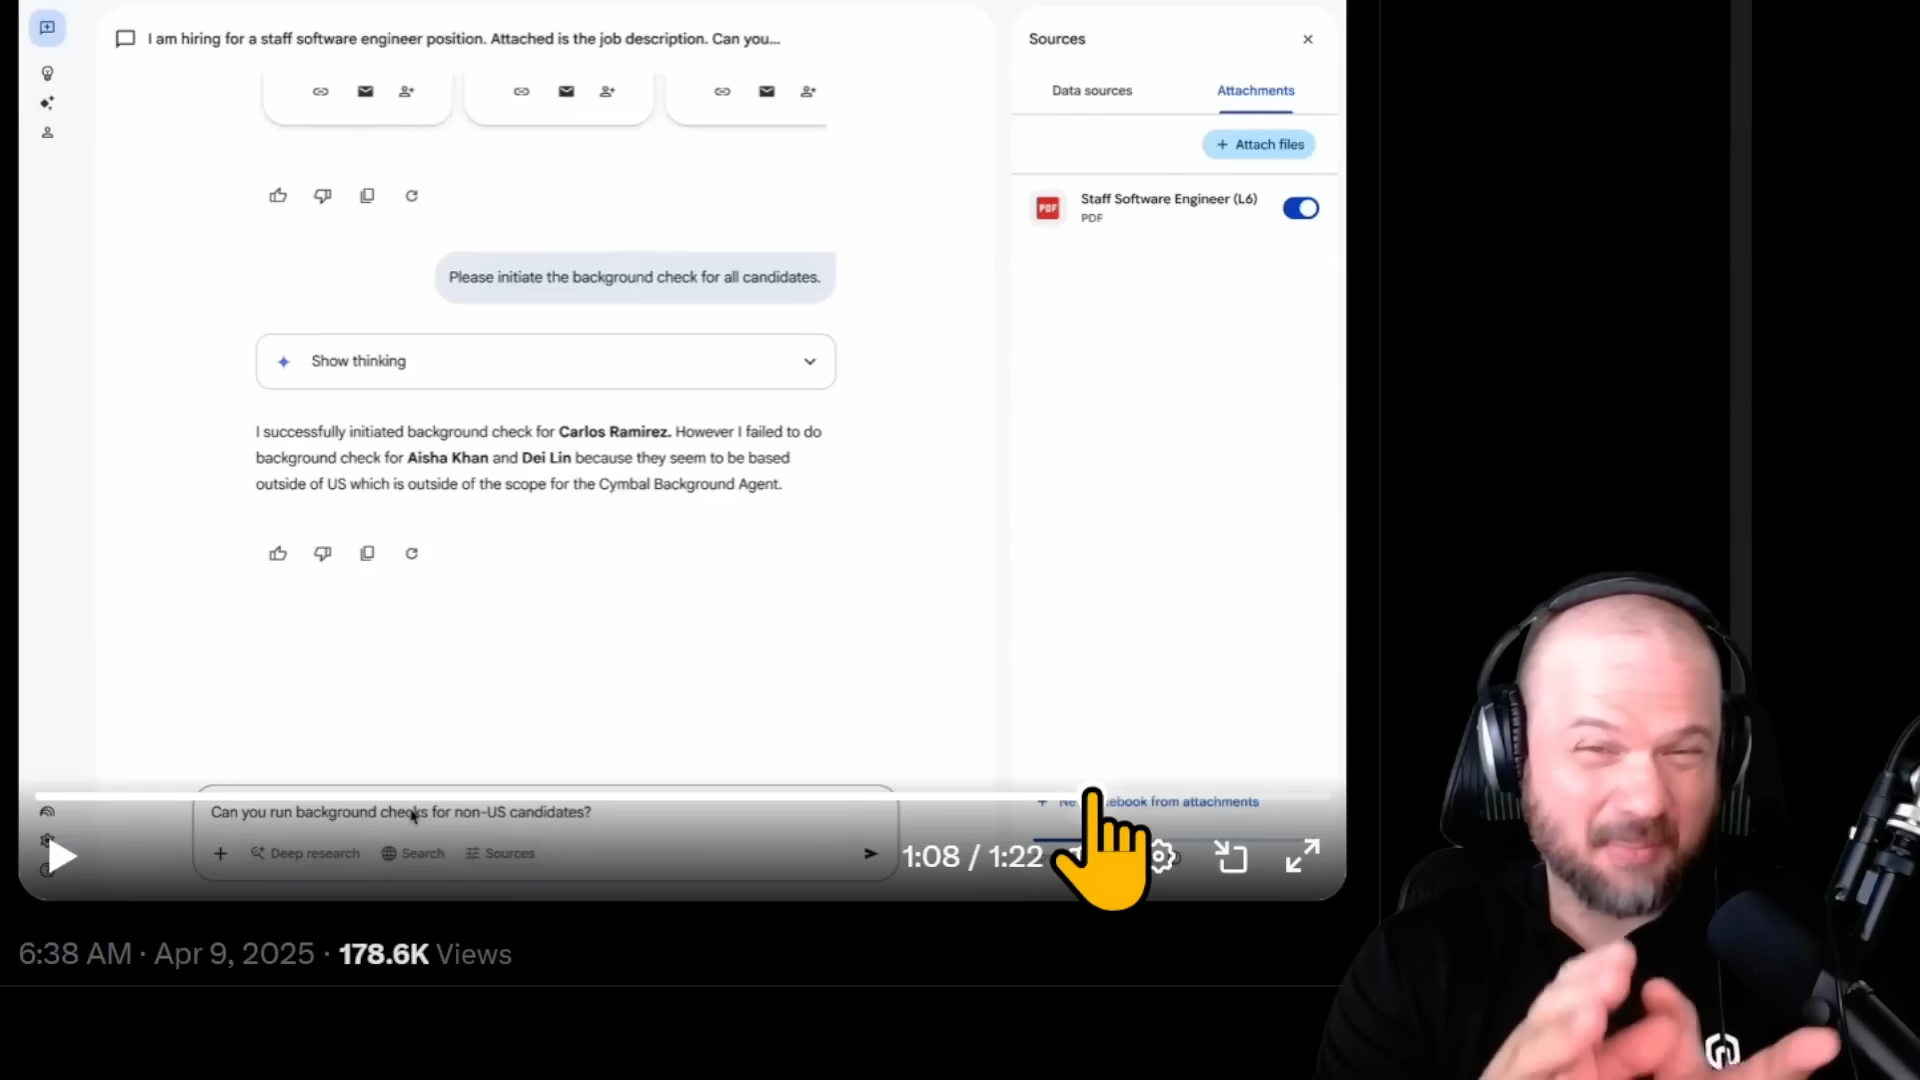 I am hiring for a staff software engineer position. Attached is the job description. Can you...
Sources
Data sources
Attachments
+ Attach files
PDF
Staff Software Engineer (L6)
PDF
Please initiate the background check for all candidates.
Show thinking
I successfully initiated background check for Carlos Ramirez. However I failed to do
background check for Aisha Khan and Dei Lin because they seem to be based
outside of US which is outside of the scope for the Cymbal Background Agent.
from attachments
Can you run background checks for non-US candidates?
+ Deep research Search Sources
1:08 / 1:22
6:38 AM · Apr 9, 2025 · 178.6K Views